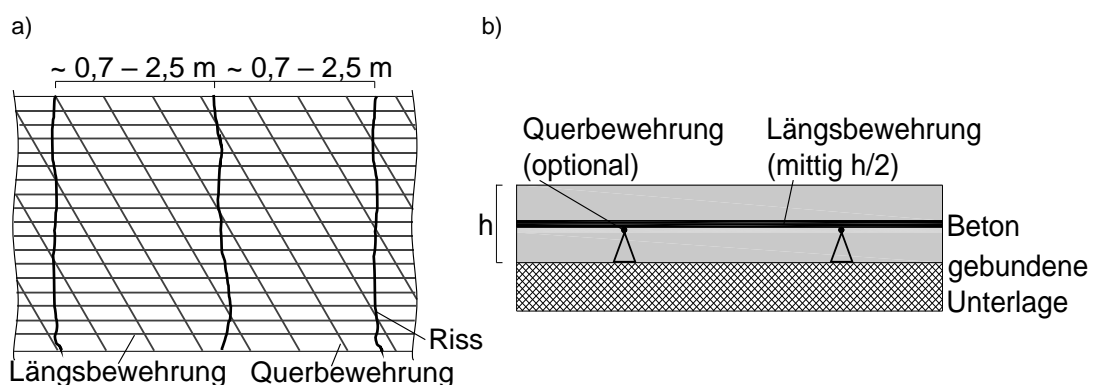 a)
~ 0,7 – 2,5 m ~ 0,7 – 2,5 m
Riss
Längsbewehrung Querbewehrung
b)
Querbewehrung
(optional)
Längsbewehrung
(mittig h/2)
h
Beton
gebundene
Unterlage